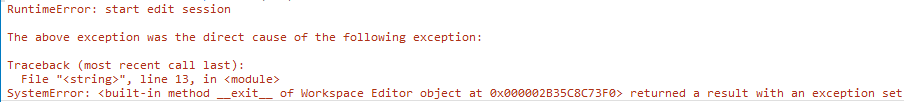 RuntimeError: start edit session
The above exception was the direct cause of the following exception:
Traceback (most recent call last):
  File "<string>", line 13, in <module>
SystemError: <built-in method __exit__ of Workspace Editor object at 0x000002B35C8C73F0> returned a result with an exception set